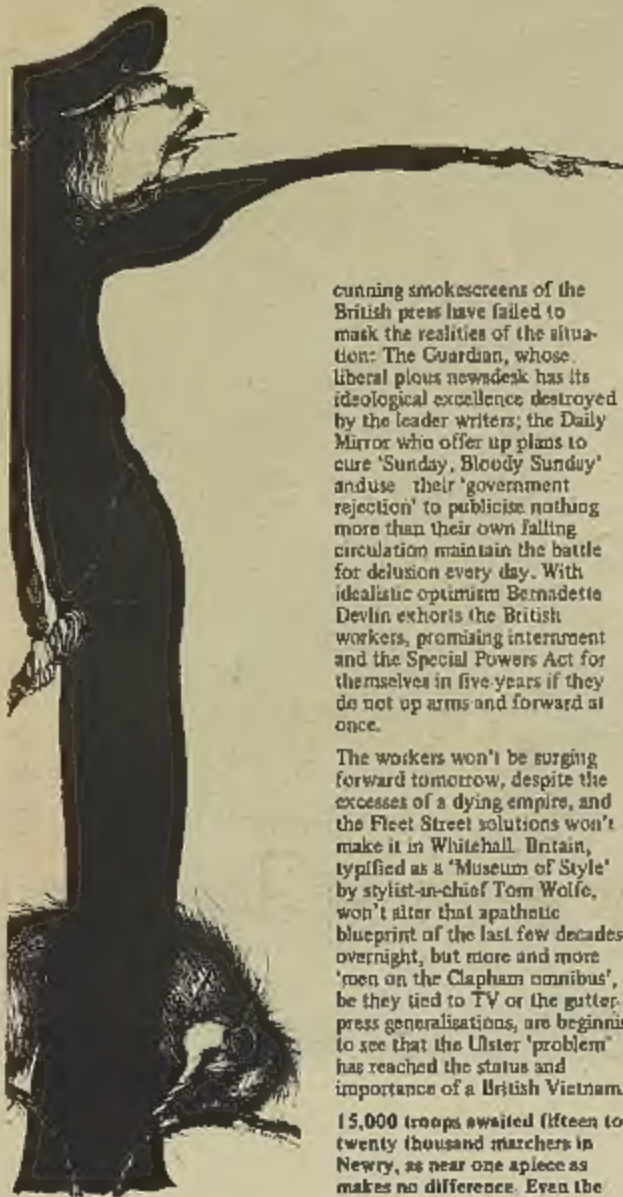 cunning smokescreens of the
British press have failed to
mask the realities of the situa-
tion: The Guardian, whose
liberal pious newsdesk has its
ideological excellence destroyed
by the leader writers; the Daily
Mirror who offer up plans to
cure 'Sunday, Bloody Sunday'
anduse their 'government
rejection' to publicise nothing
more than their own falling
circulation maintain the battle
for delusion every day. With
idealistic optimism Bernadette
Devlin exhorts the British
workers, promising internment
and the Special Powers Act for
themselves in five years if they
do not up arms and forward at
once.
The workers won't be surging
forward tomorrow, despite the
excesses of a dying empire, and
the Fleet Street solutions won't
make it in Whitehall. Britain,
typified as a 'Museum of Style'
by stylist-in-chief Tom Wolfe,
won't alter that apathetic
blueprint of the last few decades
overnight, but more and more
'men on the Clapham omnibus',
be they tied to TV or the gutter-
press generalisations, are beginnin
to see that the Ulster 'problem'
has reached the status and
importance of a British Vietnam.
15,000 troops awaited fifteen to
twenty thousand marchers in
Newry, as near one apiece as
makes no difference. Even the